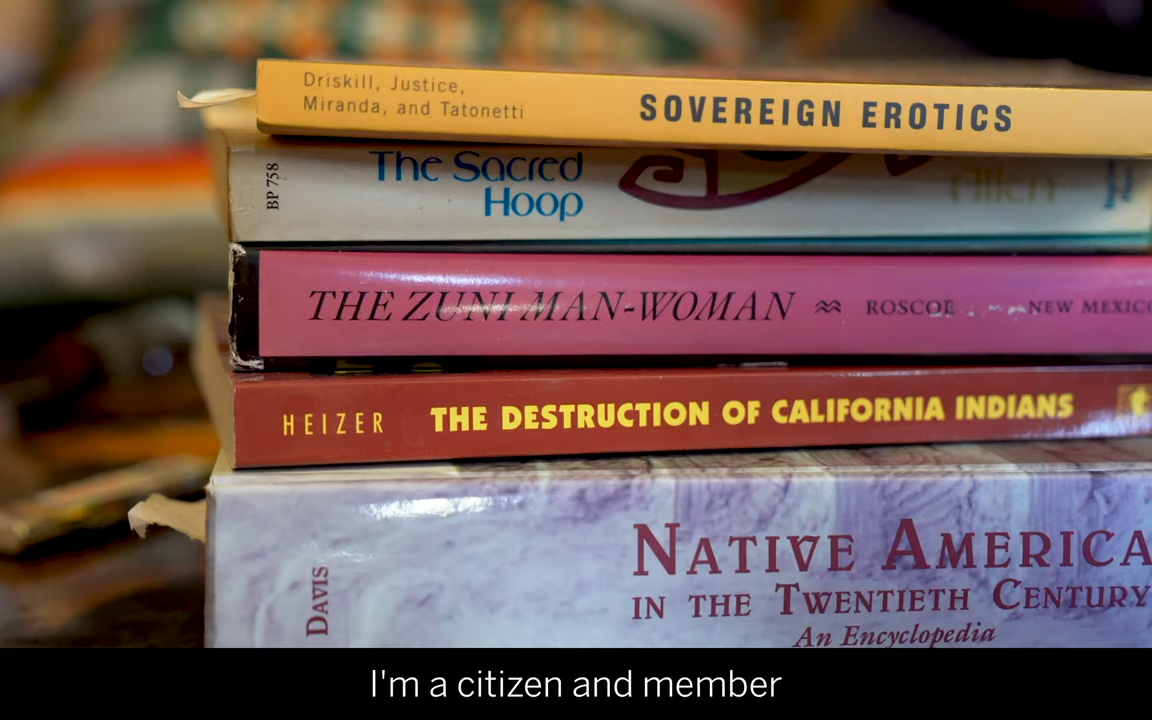 Driskill, Justice,
Miranda, and Tatonetti
SOVEREIGN EROTICS
BP 758
The Sacred
Hoop
Allen
THE ZUNI MAN-WOMAN
ROSCOE
NEW MEXICO
HEIZER
THE DESTRUCTION OF CALIFORNIA INDIANS
DAVIS
NATIVE AMERICA
IN THE TWENTIETH CENTURY
An Encyclopedia
I'm a citizen and member